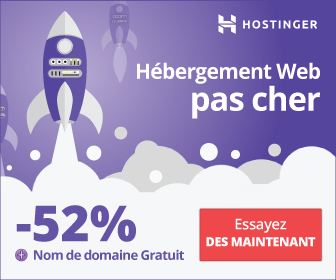 HOSTINGER
Hébergement Web
pas cher
-52%
+ Nom de domaine Gratuit
Essayez
DES MAINTENANT